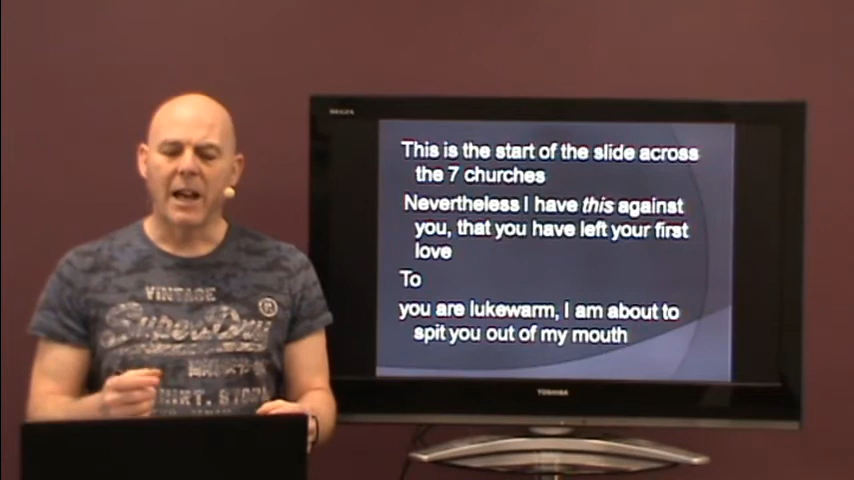 REGZA
This is the start of the slide across
the 7 churches
Nevertheless I have this against
you, that you have left your first
love
To
you are lukewarm, I am about to
spit you out of my mouth
TOSHIBA
VINTAGE
SuperDry